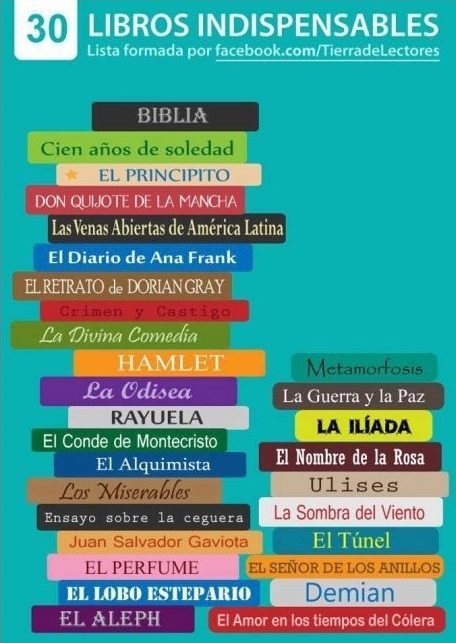 30 LIBROS INDISPENSABLES
Lista formada por facebook.com/TierradeLectores
BIBLIA
Cien años de soledad
EL PRINCIPITO
DON QUIJOTE DE LA MANCHA
Las Venas Abiertas de América Latina
El Diario de Ana Frank
EL RETRATO de DORIAN GRAY
Crimen y Castigo
La Divina Comedia
HAMLET
La Odisea
RAYUELA
El Conde de Montecristo
El Alquimista
Los Miserables
Ensayo sobre la ceguera
Juan Salvador Gaviota
EL PERFUME
EL LOBO ESTEPARIO
EL ALEPH
Metamorfosis
La Guerra y la Paz
LA ILÍADA
El Nombre de la Rosa
Ulises
La Sombra del Viento
El Túnel
EL SEÑOR DE LOS ANILLOS
Demian
El Amor en los tiempos del Cólera